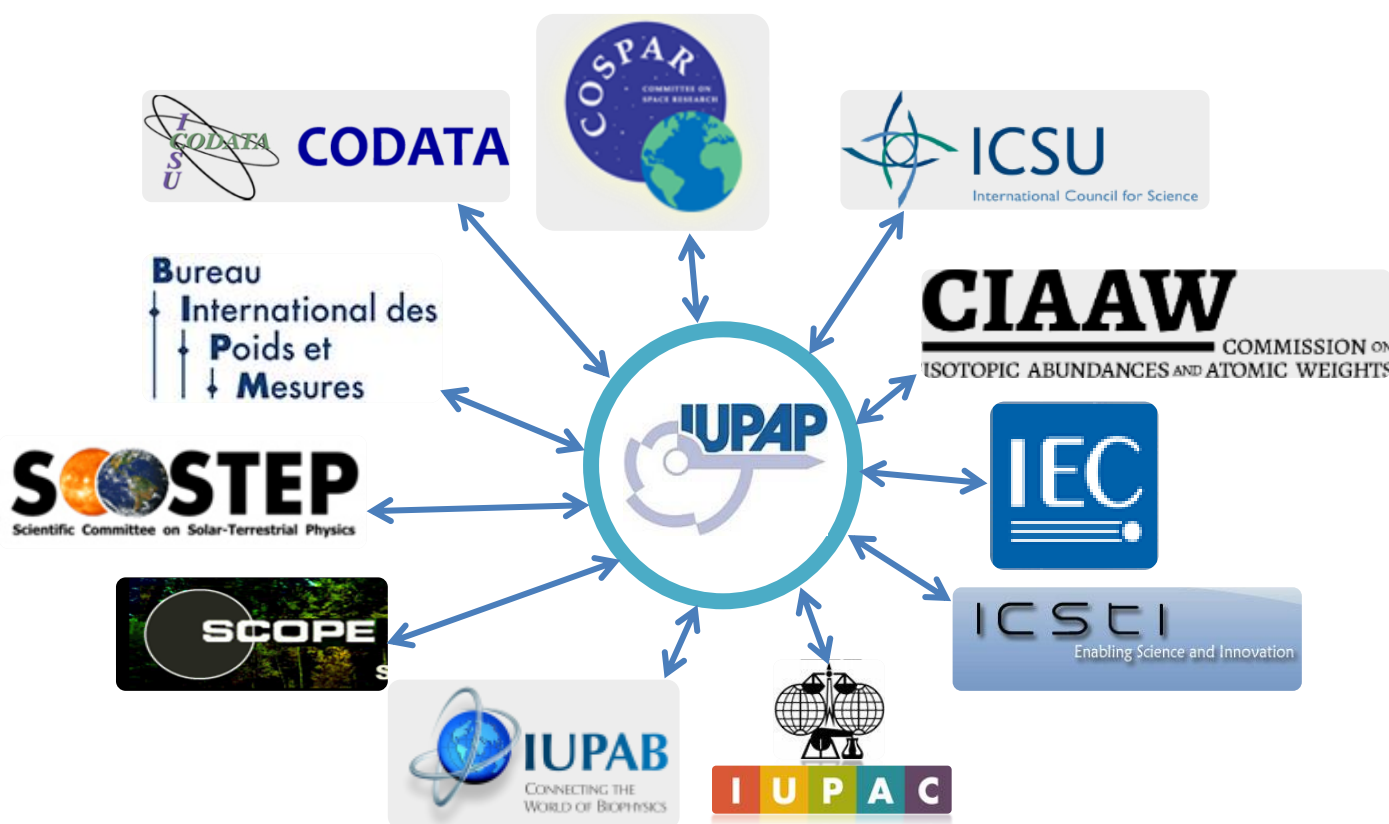 COSPAR
COMMITTEE ON
SPACE RESEARCH
ICSU
CODATA
CODATA
ICSU
International Council for Science
Bureau
International des
Poids et
Mesures
CIAAW
COMMISSION ON
ISOTOPIC ABUNDANCES AND ATOMIC WEIGHTS
IUPAP
IEC
SCOSTEP
Scientific Committee on Solar-Terrestrial Physics
SCOPE
S
ICSTI
Enabling Science and Innovation
IUPAB
CONNECTING THE
WORLD OF BIOPHYSICS
I U P A C